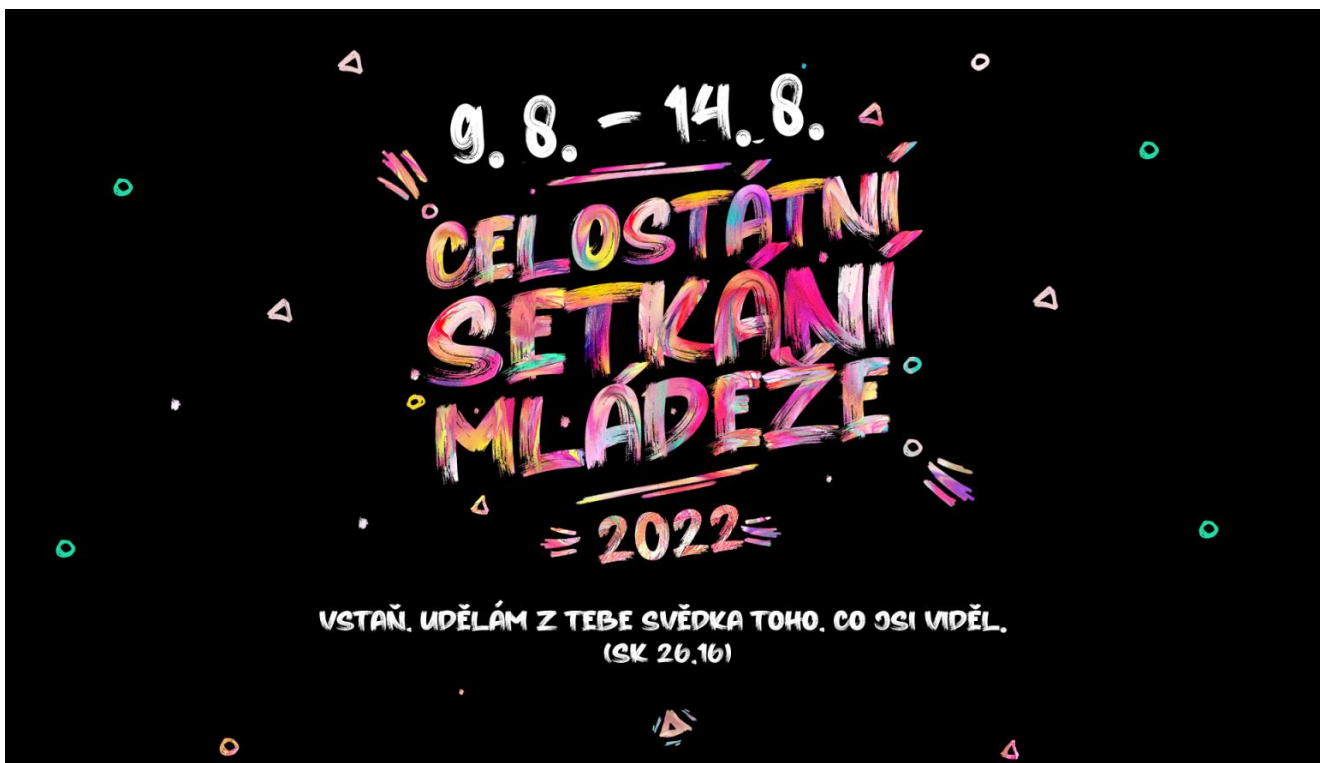 9. 8. – 14. 8.
CELOSTÁTNÍ
SETKÁNÍ
MLÁDEŽE
2022
VSTAŇ. UDĚLÁM Z TEBE SVĚDKA TOHO, CO JSI VIDĚL.
(SK 26,16)